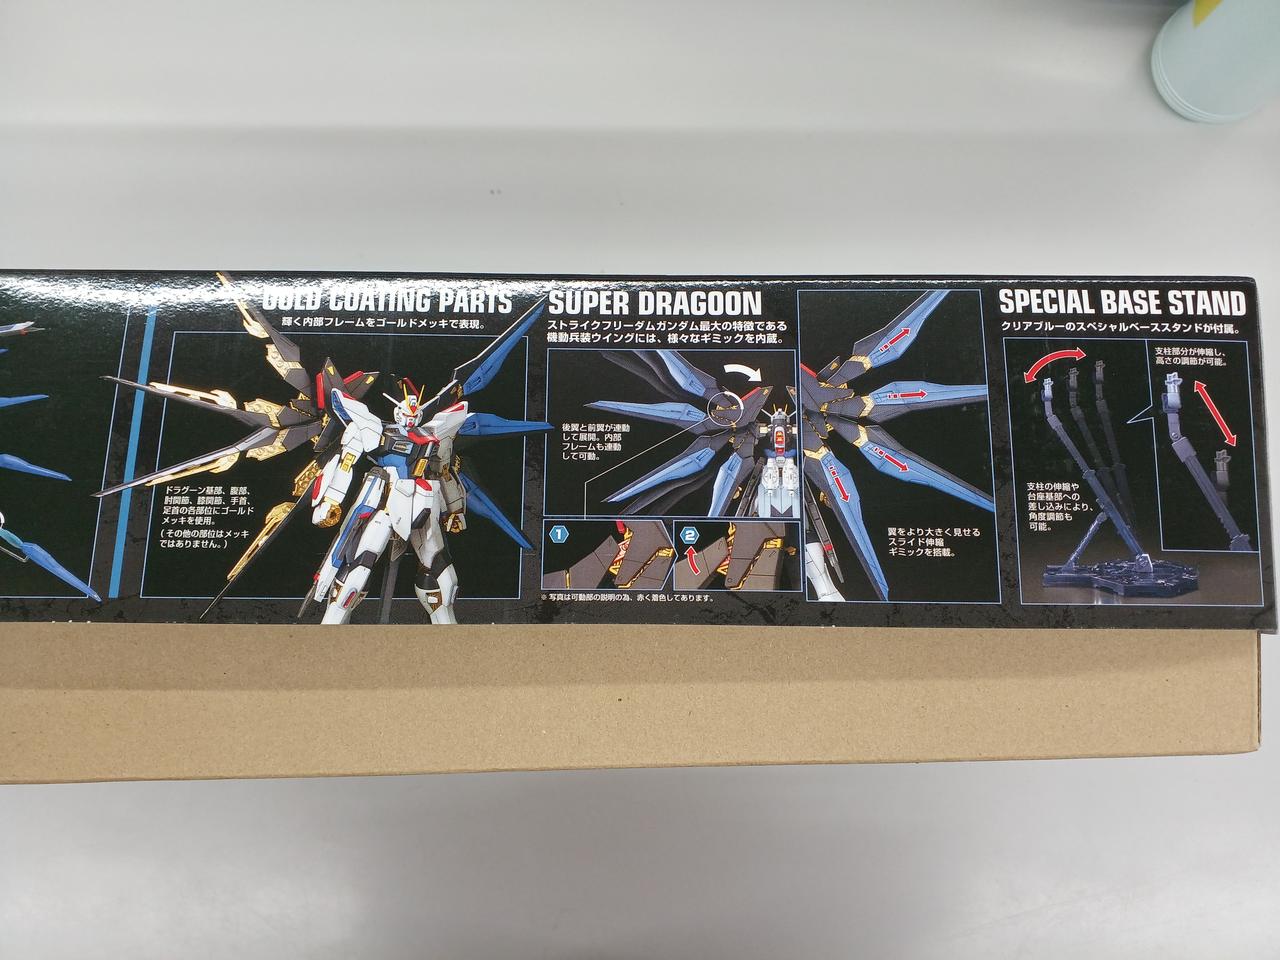 GOLD COATING PARTS
輝く内部フレームをゴールドメッキで表現。
ドラグーン基部、腹部、
肘関節、膝関節、手首、
足首の各部位にゴールド
メッキを使用。
(その他の部位はメッキ
ではありません。)
SUPER DRAGOON
ストライクフリーダムガンダム最大の特徴である
機動兵装ウイングには、様々なギミックを内蔵。
後翼と前翼が連動
して展開。内部
フレームも連動
して可動。
1
2
※写真は可動部の説明の為、赤く着色してあります。
翼をより大きく見せる
スライド伸縮
ギミックを搭載。
SPECIAL BASE STAND
クリアブルーのスペシャルベーススタンドが付属。
支柱部分が伸縮し、
高さの調節が可能。
支柱の伸縮や
台座基部への
差し込みにより、
角度調節も
可能。